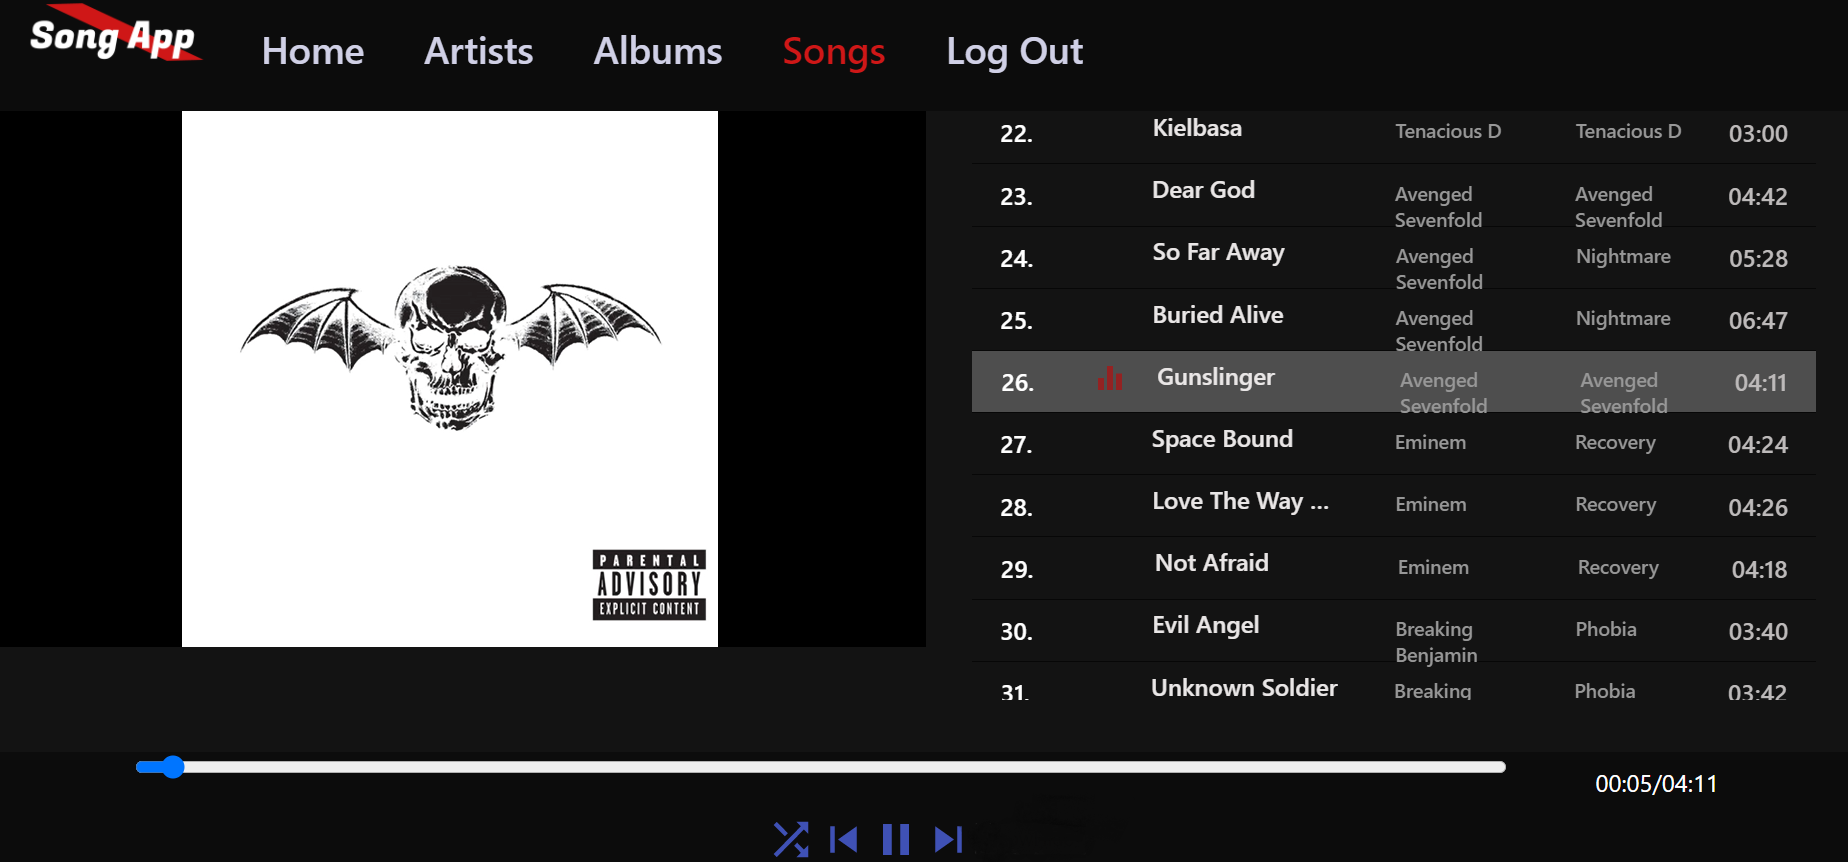 Song App
Home Artists Albums Songs Log Out
PARENTAL
ADVISORY
EXPLICIT CONTENT
22. Kielbasa Tenacious D Tenacious D 03:00
23. Dear God Avenged Sevenfold Avenged Sevenfold 04:42
24. So Far Away Avenged Sevenfold Nightmare 05:28
25. Buried Alive Avenged Sevenfold Nightmare 06:47
26. Gunslinger Avenged Sevenfold Avenged Sevenfold 04:11
27. Space Bound Eminem Recovery 04:24
28. Love The Way ... Eminem Recovery 04:26
29. Not Afraid Eminem Recovery 04:18
30. Evil Angel Breaking Benjamin Phobia 03:40
31. Unknown Soldier Breaking Phobia 03:42
00:05/04:11